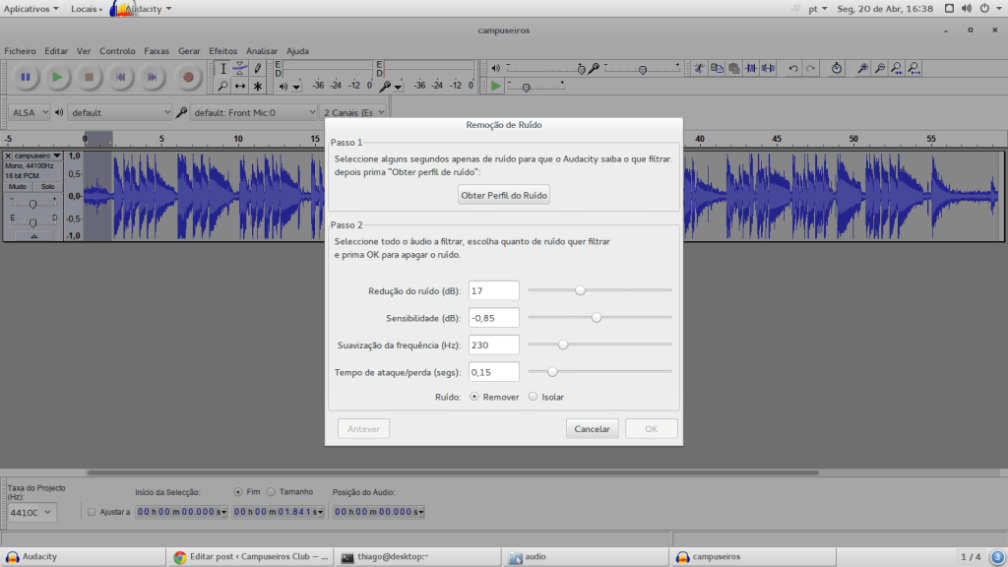 Aplicativos Locais Audacity pt Seg, 20 de Abr, 16:38
campuseiros
Ficheiro Editar Ver Controlo Faixas Gerar Efeitos Analisar Ajuda
E
D
-36 -24 -12 0
E
D
-36 -24 -12 0
ALSA default default: Front Mic:0 2 Canais (Es
-5 0 5 10 15 40 45 50 55
campuseiro
Mono, 44100Hz
16 bit PCM
Mudo Solo
- +
E D
1,0
0,5
0,0
-0,5
-1,0
Remoção de Ruído
Passo 1
Seleccione alguns segundos apenas de ruído para que o Audacity saiba o que filtrar.
depois prima "Obter perfil de ruído":
Obter Perfil do Ruído
Passo 2
Seleccione todo o áudio a filtrar, escolha quanto de ruído quer filtrar
e prima OK para apagar o ruído.
Redução do ruído (dB): 17
Sensibilidade (dB): -0,85
Suavização da frequência (Hz): 230
Tempo de ataque/perda (segs): 0,15
Ruído: Remover Isolar
Antever Cancelar OK
Taxa do Projecto
(Hz):
44100
Início da Selecção: Fim Tamanho Posição do Áudio:
Ajustar a 00 h 00 m 00.000 s 00 h 00 m 01.841 s 00 h 00 m 00.000 s
Audacity Editar post ‹ Campuseiros Club — ... thiago@desktop:~ audio campuseiros 1 / 4 3